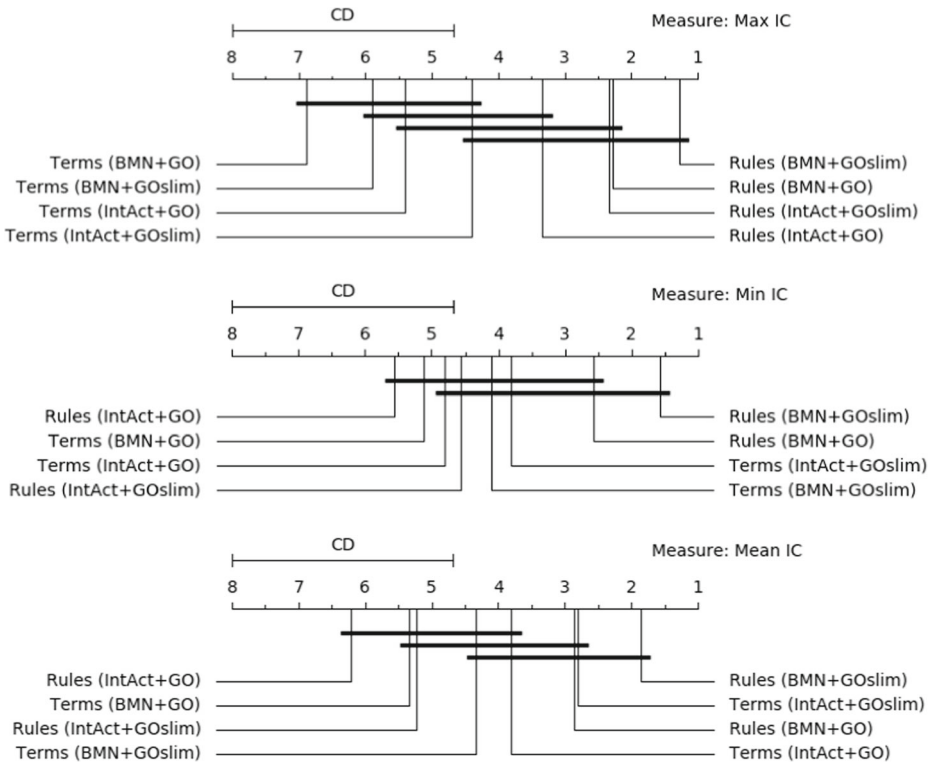 CD
Measure: Max IC
8 7 6 5 4 3 2 1
Terms (BMN+GO)
Rules (BMN+GOslim)
Terms (BMN+GOslim)
Rules (BMN+GO)
Terms (IntAct+GO)
Rules (IntAct+GOslim)
Terms (IntAct+GOslim)
Rules (IntAct+GO)
CD
Measure: Min IC
8 7 6 5 4 3 2 1
Rules (IntAct+GO)
Rules (BMN+GOslim)
Terms (BMN+GO)
Rules (BMN+GO)
Terms (IntAct+GO)
Terms (IntAct+GOslim)
Rules (IntAct+GOslim)
Terms (BMN+GOslim)
CD
Measure: Mean IC
8 7 6 5 4 3 2 1
Rules (IntAct+GO)
Rules (BMN+GOslim)
Terms (BMN+GO)
Terms (IntAct+GOslim)
Rules (IntAct+GOslim)
Rules (BMN+GO)
Terms (BMN+GOslim)
Terms (IntAct+GO)